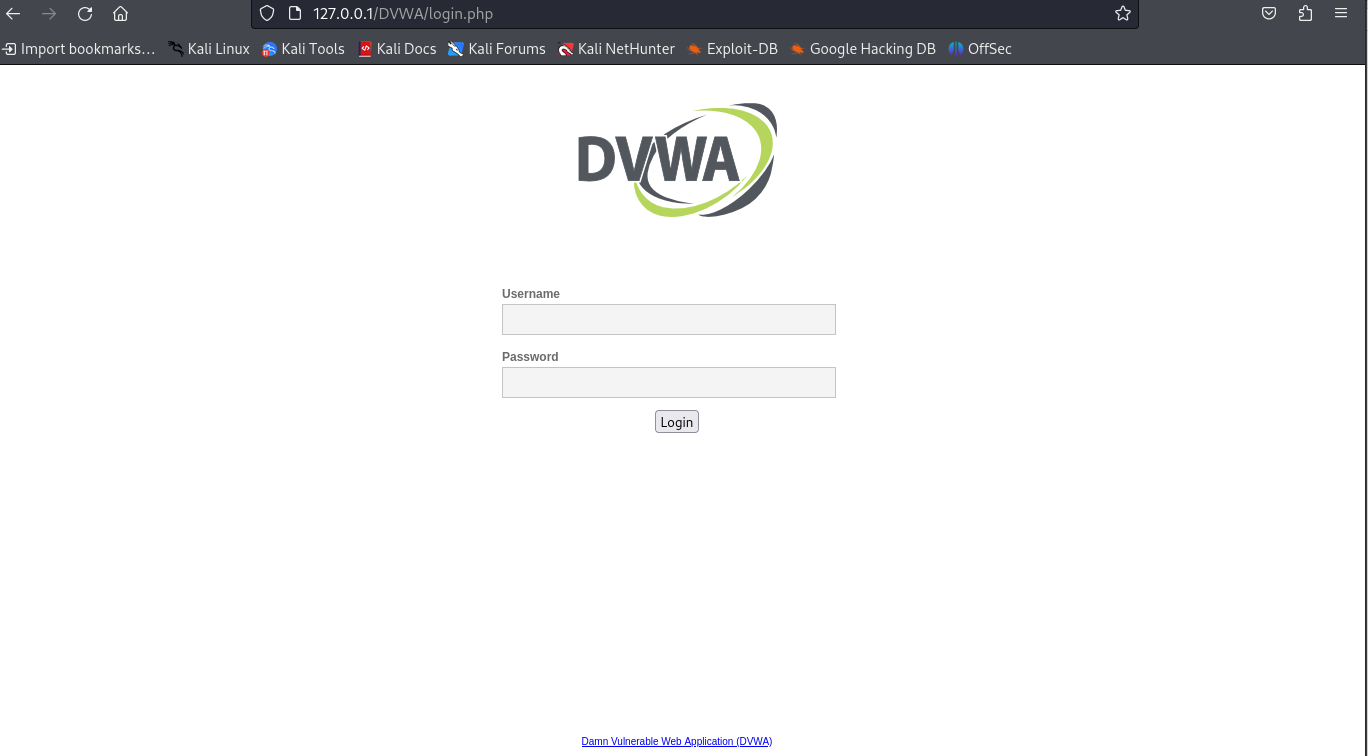 127.0.0.1/DVWA/login.php
Import bookmarks... Kali Linux Kali Tools Kali Docs Kali Forums Kali NetHunter Exploit-DB Google Hacking DB OffSec
DVWA
Username
Password
Login
Damn Vulnerable Web Application (DVWA)